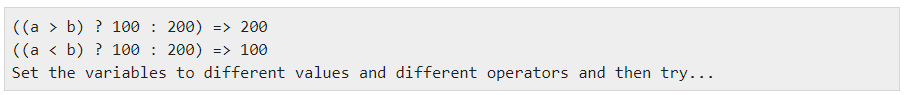 ((a > b) ? 100 : 200) => 200
((a < b) ? 100 : 200) => 100
Set the variables to different values and different operators and then try...